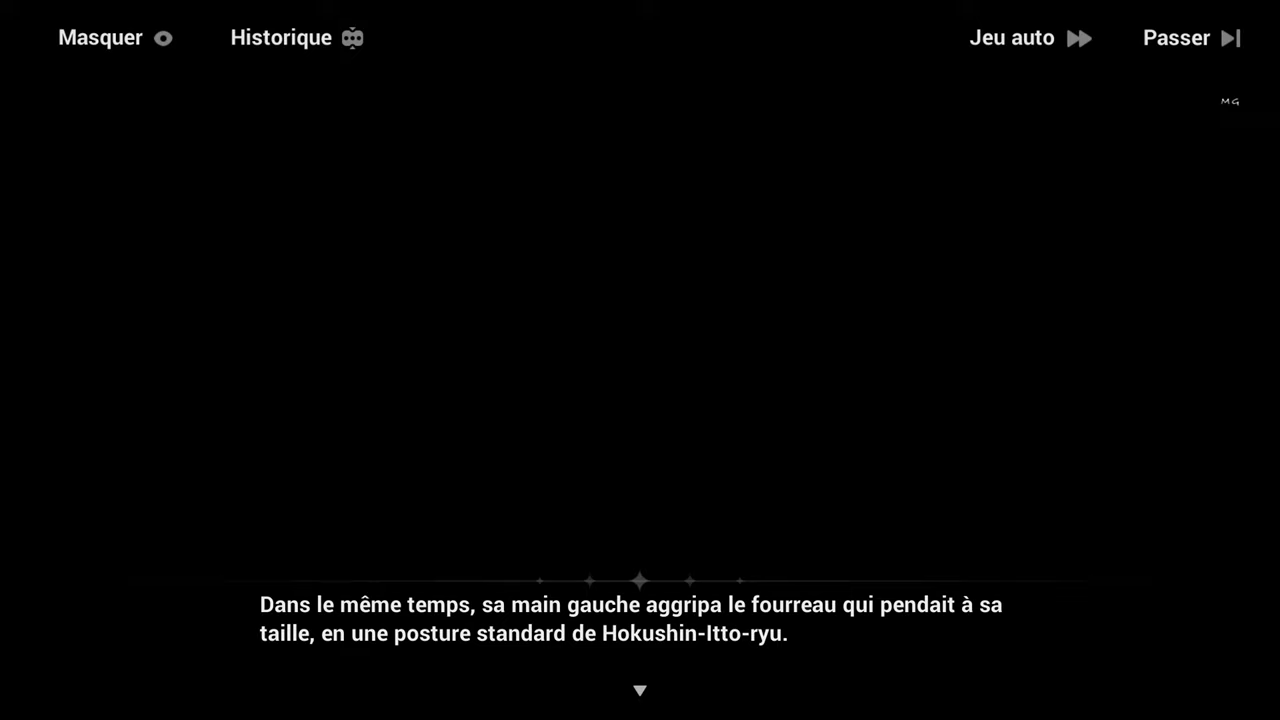 Masquer
Historique
Jeu auto
Passer
MG
Dans le même temps, sa main gauche aggripa le fourreau qui pendait à sa
taille, en une posture standard de Hokushin-Itto-ryu.